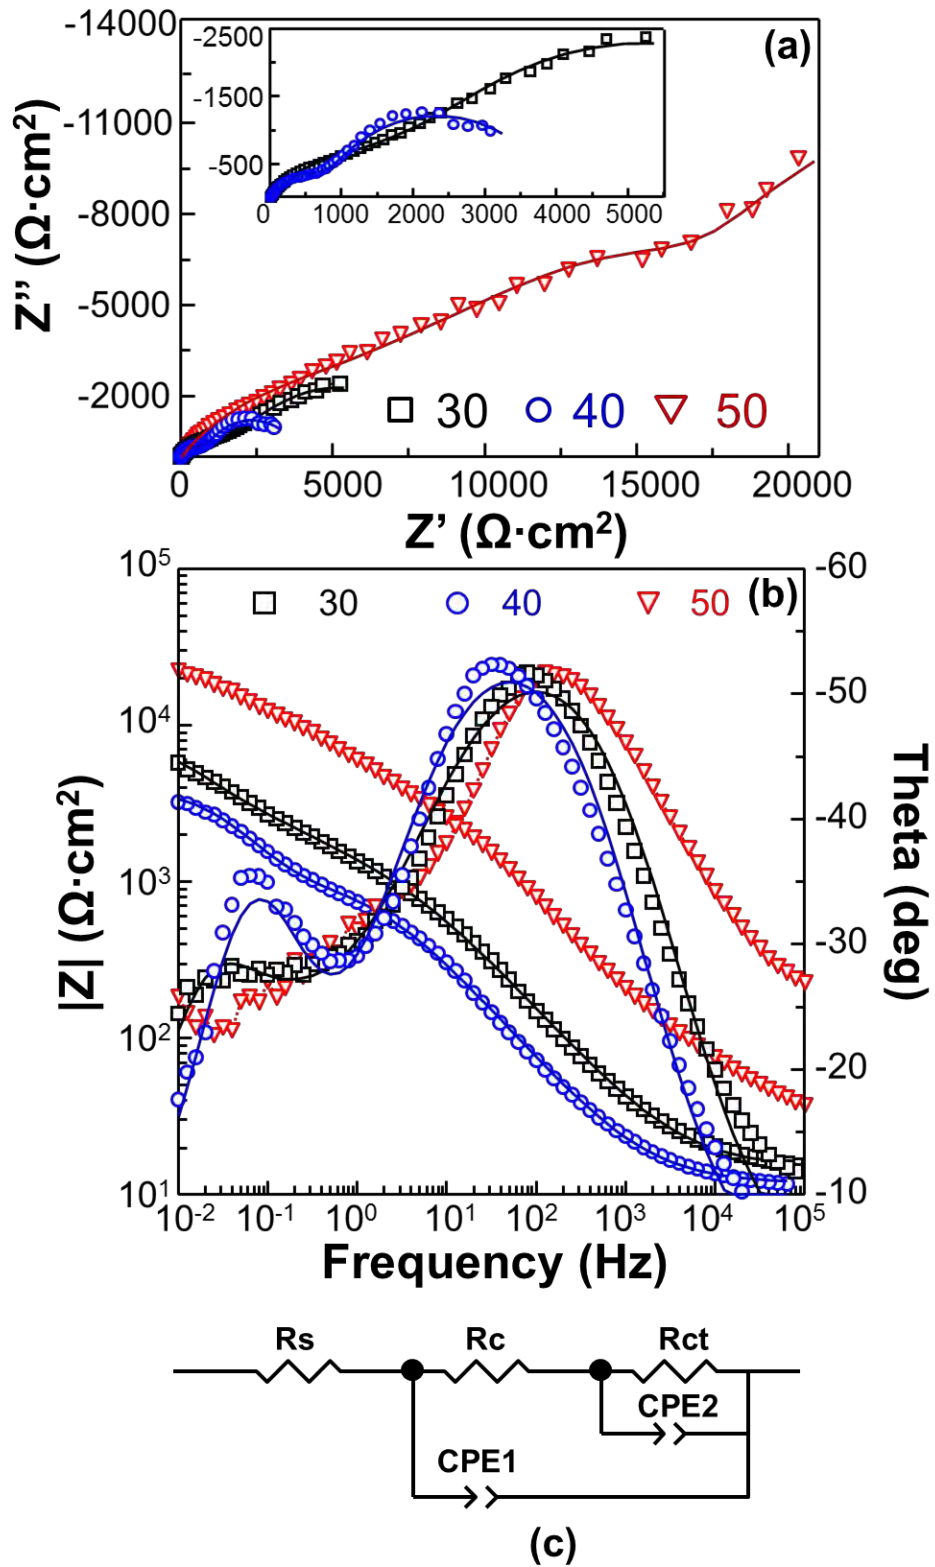 (a)
Z’’ (Ω·cm²)
-14000
-11000
-8000
-5000
-2000
-2500
-1500
-500
0 1000 2000 3000 4000 5000
30 40 50
0 5000 10000 15000 20000
Z’ (Ω·cm²)
(b)
30 40 50
|Z| (Ω·cm²)
10⁵
10⁴
10³
10²
10¹
Theta (deg)
-60
-50
-40
-30
-20
-10
10⁻² 10⁻¹ 10⁰ 10¹ 10² 10³ 10⁴ 10⁵
Frequency (Hz)
Rs Rc Rct
CPE2
CPE1
(c)